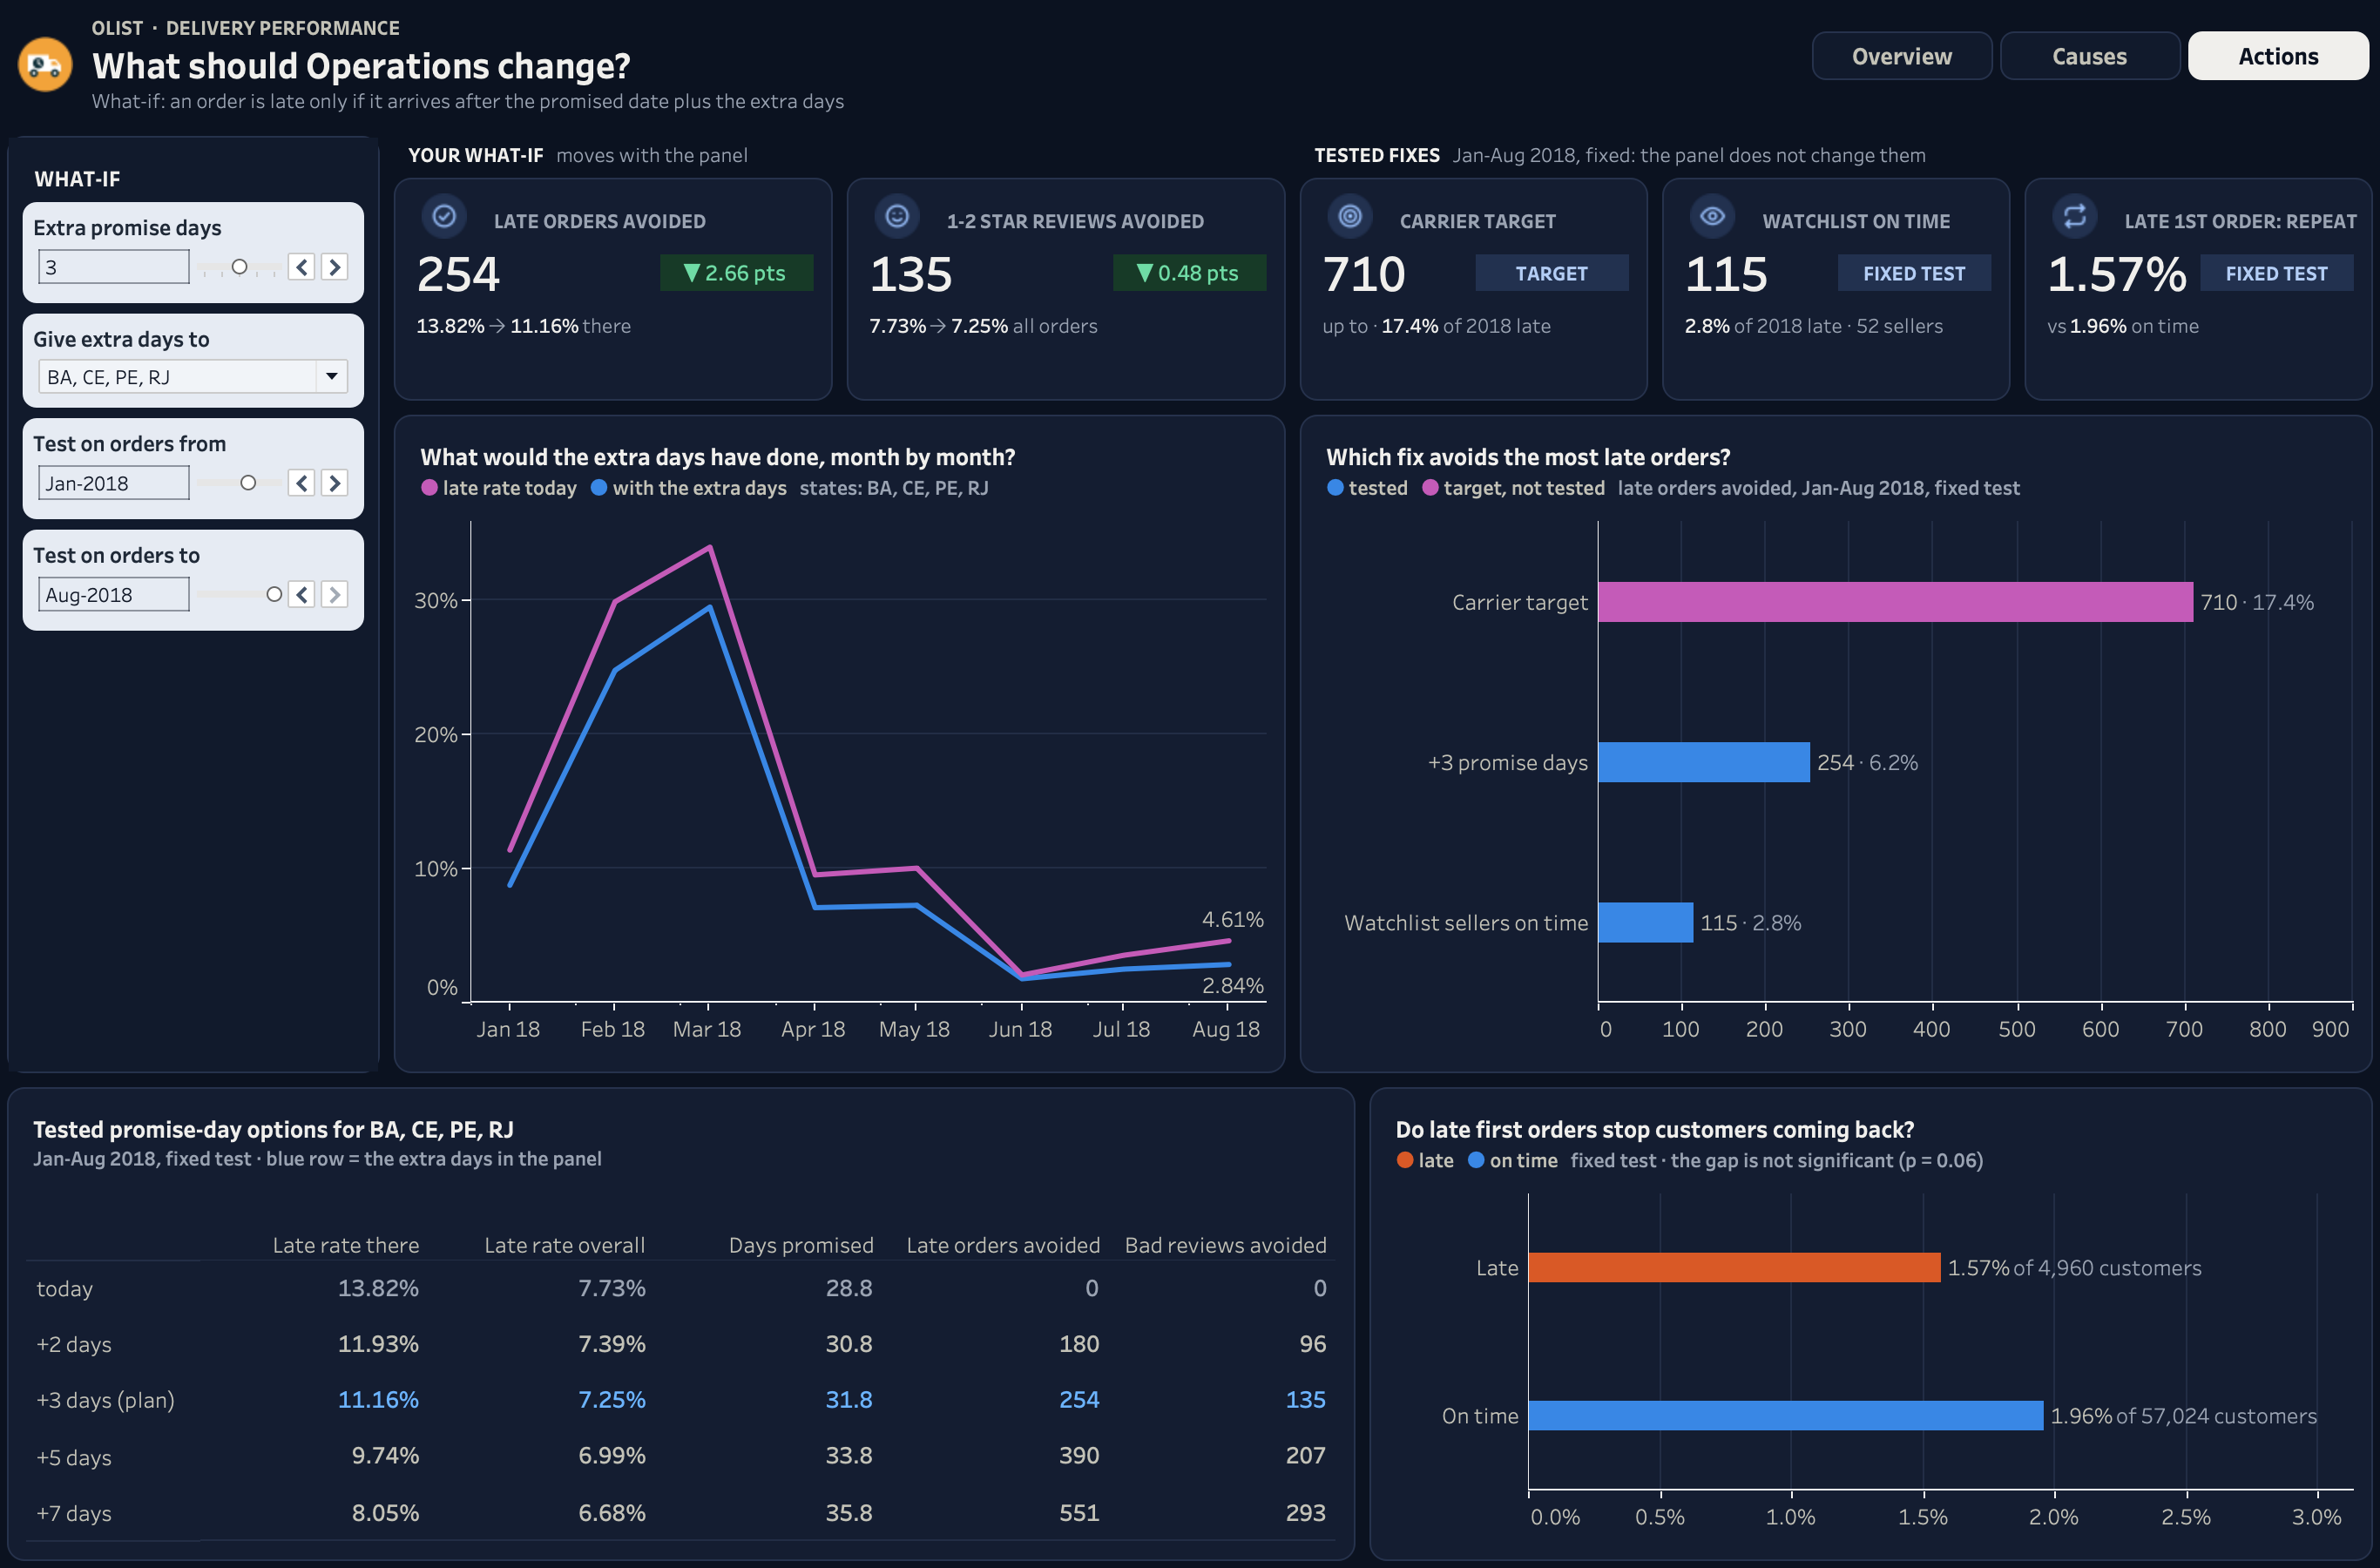 OLIST · DELIVERY PERFORMANCE
What should Operations change?
What-if: an order is late only if it arrives after the promised date plus the extra days
Overview
Causes
Actions
WHAT-IF
Extra promise days
3
Give extra days to
BA, CE, PE, RJ
Test on orders from
Jan-2018
Test on orders to
Aug-2018
YOUR WHAT-IF moves with the panel
LATE ORDERS AVOIDED
254
▼2.66 pts
13.82% → 11.16% there
1-2 STAR REVIEWS AVOIDED
135
▼0.48 pts
7.73% → 7.25% all orders
TESTED FIXES Jan-Aug 2018, fixed: the panel does not change them
CARRIER TARGET
710
TARGET
up to · 17.4% of 2018 late
WATCHLIST ON TIME
115
FIXED TEST
2.8% of 2018 late · 52 sellers
LATE 1ST ORDER: REPEAT
1.57%
FIXED TEST
vs 1.96% on time
What would the extra days have done, month by month?
late rate today with the extra days states: BA, CE, PE, RJ
30%
20%
10%
0%
4.61%
2.84%
Jan 18 Feb 18 Mar 18 Apr 18 May 18 Jun 18 Jul 18 Aug 18
Which fix avoids the most late orders?
tested target, not tested late orders avoided, Jan-Aug 2018, fixed test
Carrier target 710 · 17.4%
+3 promise days 254 · 6.2%
Watchlist sellers on time 115 · 2.8%
0 100 200 300 400 500 600 700 800 900
Tested promise-day options for BA, CE, PE, RJ
Jan-Aug 2018, fixed test · blue row = the extra days in the panel
Late rate there Late rate overall Days promised Late orders avoided Bad reviews avoided
today 13.82% 7.73% 28.8 0 0
+2 days 11.93% 7.39% 30.8 180 96
+3 days (plan) 11.16% 7.25% 31.8 254 135
+5 days 9.74% 6.99% 33.8 390 207
+7 days 8.05% 6.68% 35.8 551 293
Do late first orders stop customers coming back?
late on time fixed test · the gap is not significant (p = 0.06)
Late 1.57% of 4,960 customers
On time 1.96% of 57,024 customers
0.0% 0.5% 1.0% 1.5% 2.0% 2.5% 3.0%